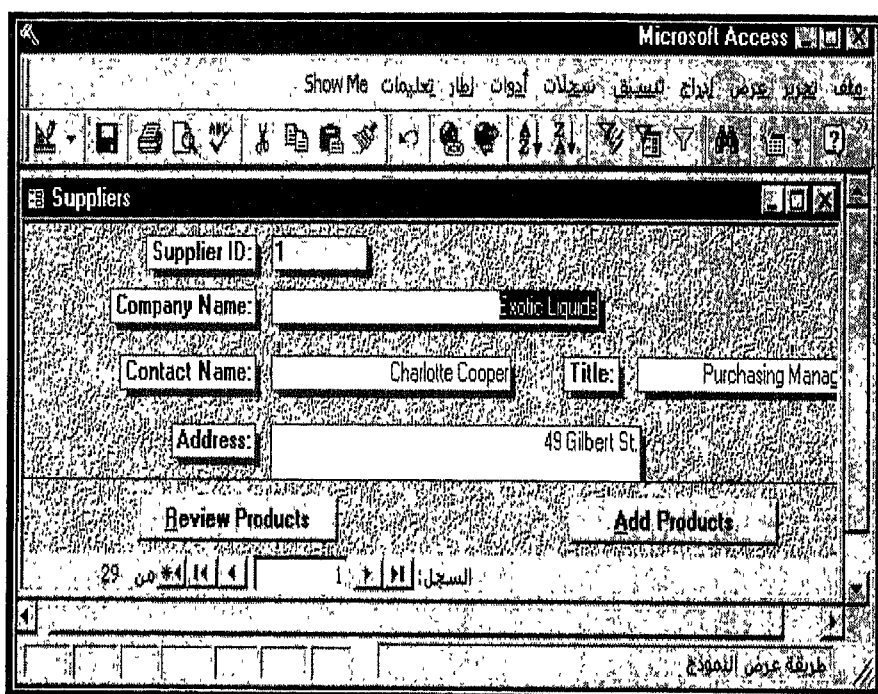 Microsoft Access
ملف تحرير عرض إدراج تنسيق سجلات أدوات إطار تعليمات Show Me
Suppliers
Supplier ID: 1
Company Name: Exotic Liquids
Contact Name: Charlotte Cooper Title: Purchasing Manag
Address: 49 Gilbert St.
Review Products Add Products
السجل: 1 من 29
طريقة عرض النموذج